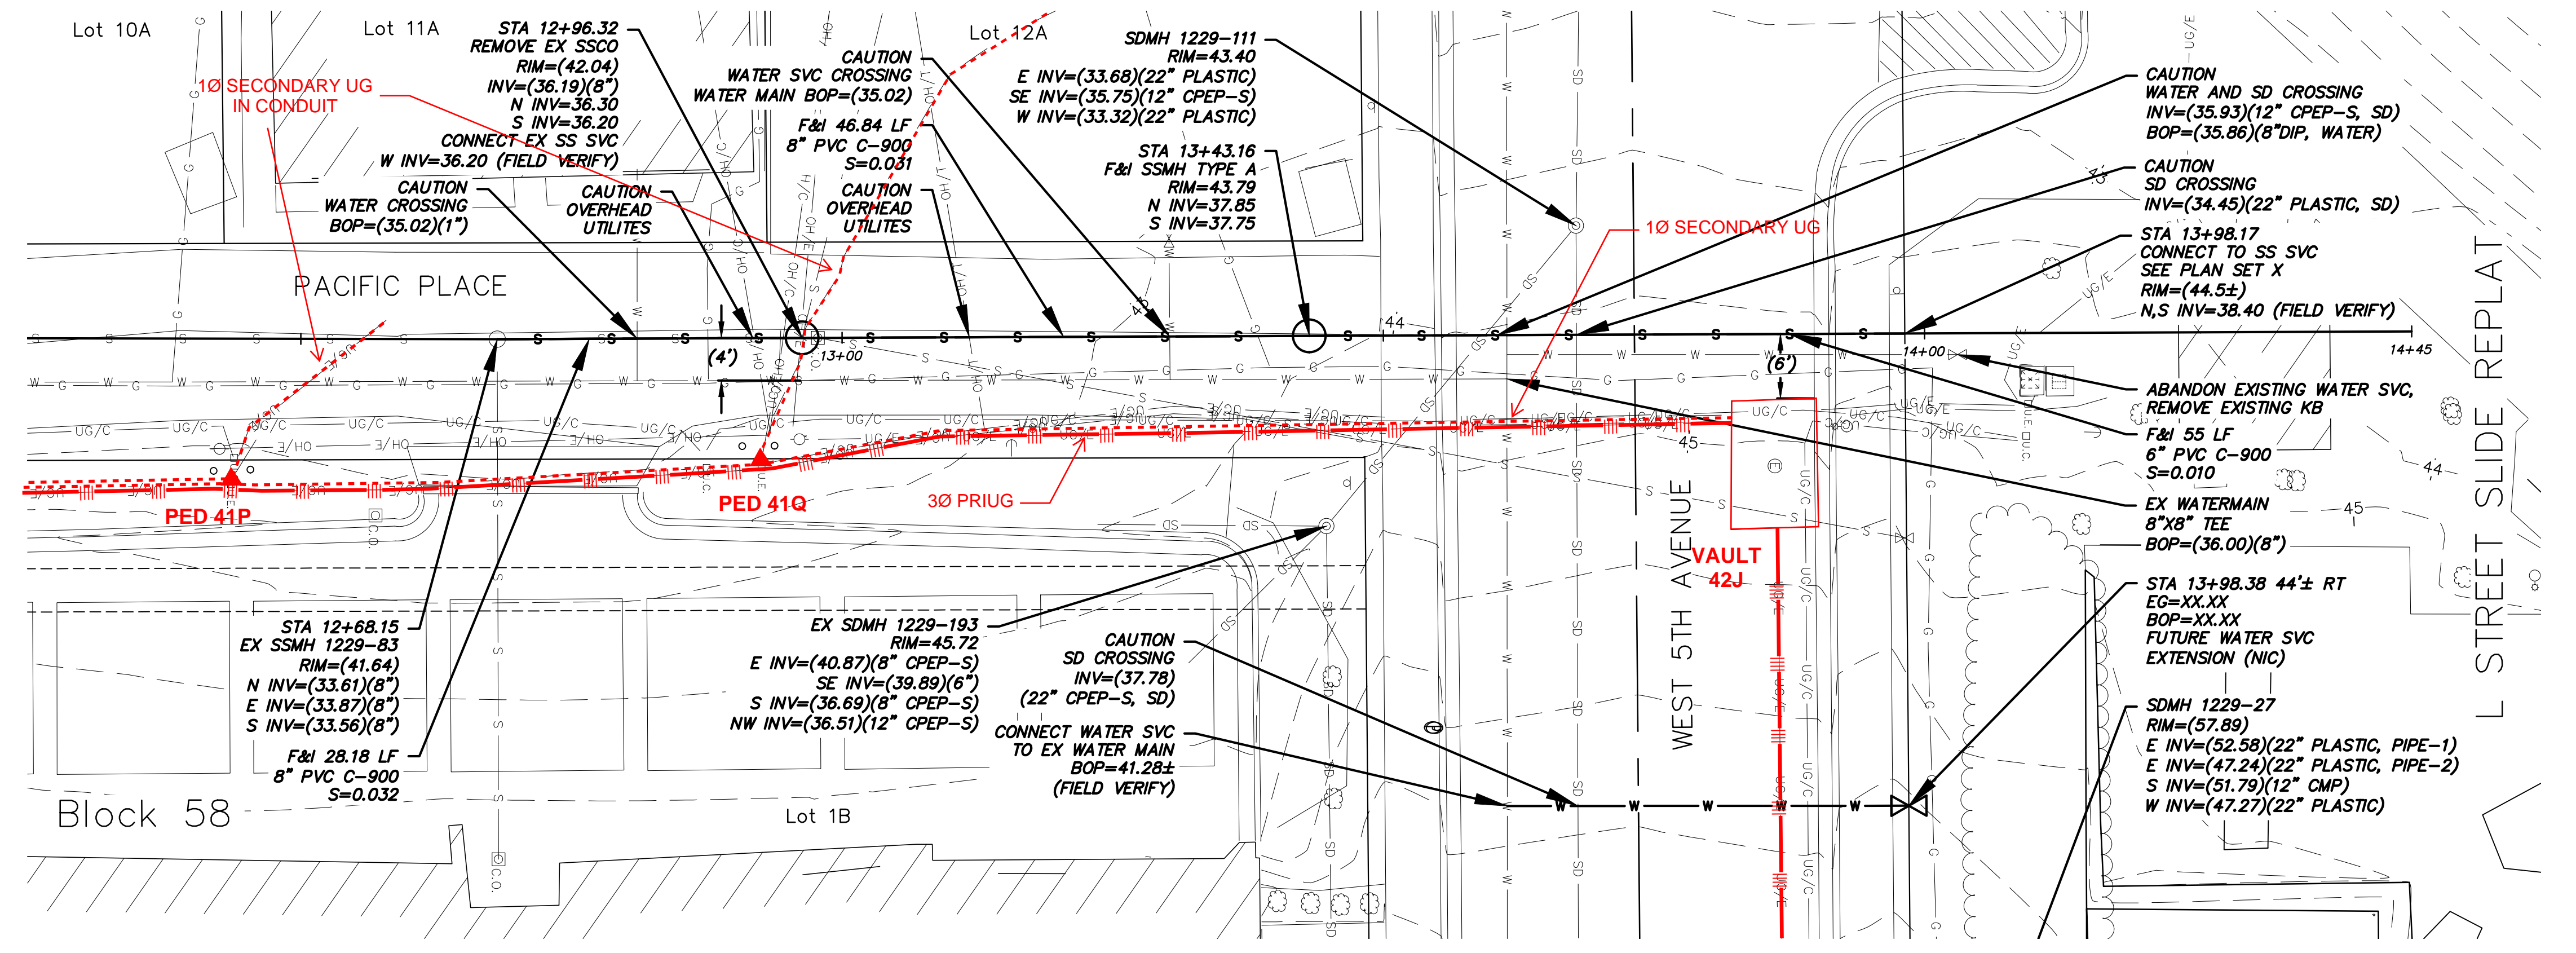 Lot 10A
Lot 11A
Lot 12A
1Ø SECONDARY UG
IN CONDUIT
STA 12+96.32
REMOVE EX SSCO
RIM=(42.04)
INV=(36.19)(8")
N INV=36.30
S INV=36.20
CONNECT EX SS SVC
W INV=36.20 (FIELD VERIFY)
CAUTION
WATER CROSSING
BOP=(35.02)(1")
CAUTION
OVERHEAD
UTILITES
CAUTION
WATER SVC CROSSING
WATER MAIN BOP=(35.02)
F&I 46.84 LF
8" PVC C-900
S=0.031
CAUTION
OVERHEAD
UTILITES
SDMH 1229-111
RIM=43.40
E INV=(33.68)(22" PLASTIC)
SE INV=(35.75)(12" CPEP-S)
W INV=(33.32)(22" PLASTIC)
STA 13+43.16
F&I SSMH TYPE A
RIM=43.79
N INV=37.85
S INV=37.75
1Ø SECONDARY UG
CAUTION
WATER AND SD CROSSING
INV=(35.93)(12" CPEP-S, SD)
BOP=(35.86)(8"DIP, WATER)
CAUTION
SD CROSSING
INV=(34.45)(22" PLASTIC, SD)
STA 13+98.17
CONNECT TO SS SVC
SEE PLAN SET X
RIM=(44.5±)
N,S INV=38.40 (FIELD VERIFY)
PACIFIC PLACE
(4')
13+00
44
(6')
14+00
14+45
ABANDON EXISTING WATER SVC,
REMOVE EXISTING KB
F&I 55 LF
6" PVC C-900
S=0.010
EX WATERMAIN
8"X8" TEE
BOP=(36.00)(8")
PED 41P
PED 41Q
3Ø PRIUG
45
44
45
VAULT
42J
WEST 5TH AVENUE
L STREET SLIDE REPLAT
STA 12+68.15
EX SSMH 1229-83
RIM=(41.64)
N INV=(33.61)(8")
E INV=(33.87)(8")
S INV=(33.56)(8")
F&I 28.18 LF
8" PVC C-900
S=0.032
EX SDMH 1229-193
RIM=45.72
E INV=(40.87)(8" CPEP-S)
SE INV=(39.89)(6")
S INV=(36.69)(8" CPEP-S)
NW INV=(36.51)(12" CPEP-S)
CAUTION
SD CROSSING
INV=(37.78)
(22" CPEP-S, SD)
CONNECT WATER SVC
TO EX WATER MAIN
BOP=41.28±
(FIELD VERIFY)
STA 13+98.38 44'± RT
EG=XX.XX
BOP=XX.XX
FUTURE WATER SVC
EXTENSION (NIC)
SDMH 1229-27
RIM=(57.89)
E INV=(52.58)(22" PLASTIC, PIPE-1)
E INV=(47.24)(22" PLASTIC, PIPE-2)
S INV=(51.79)(12" CMP)
W INV=(47.27)(22" PLASTIC)
Block 58
Lot 1B
C.O.